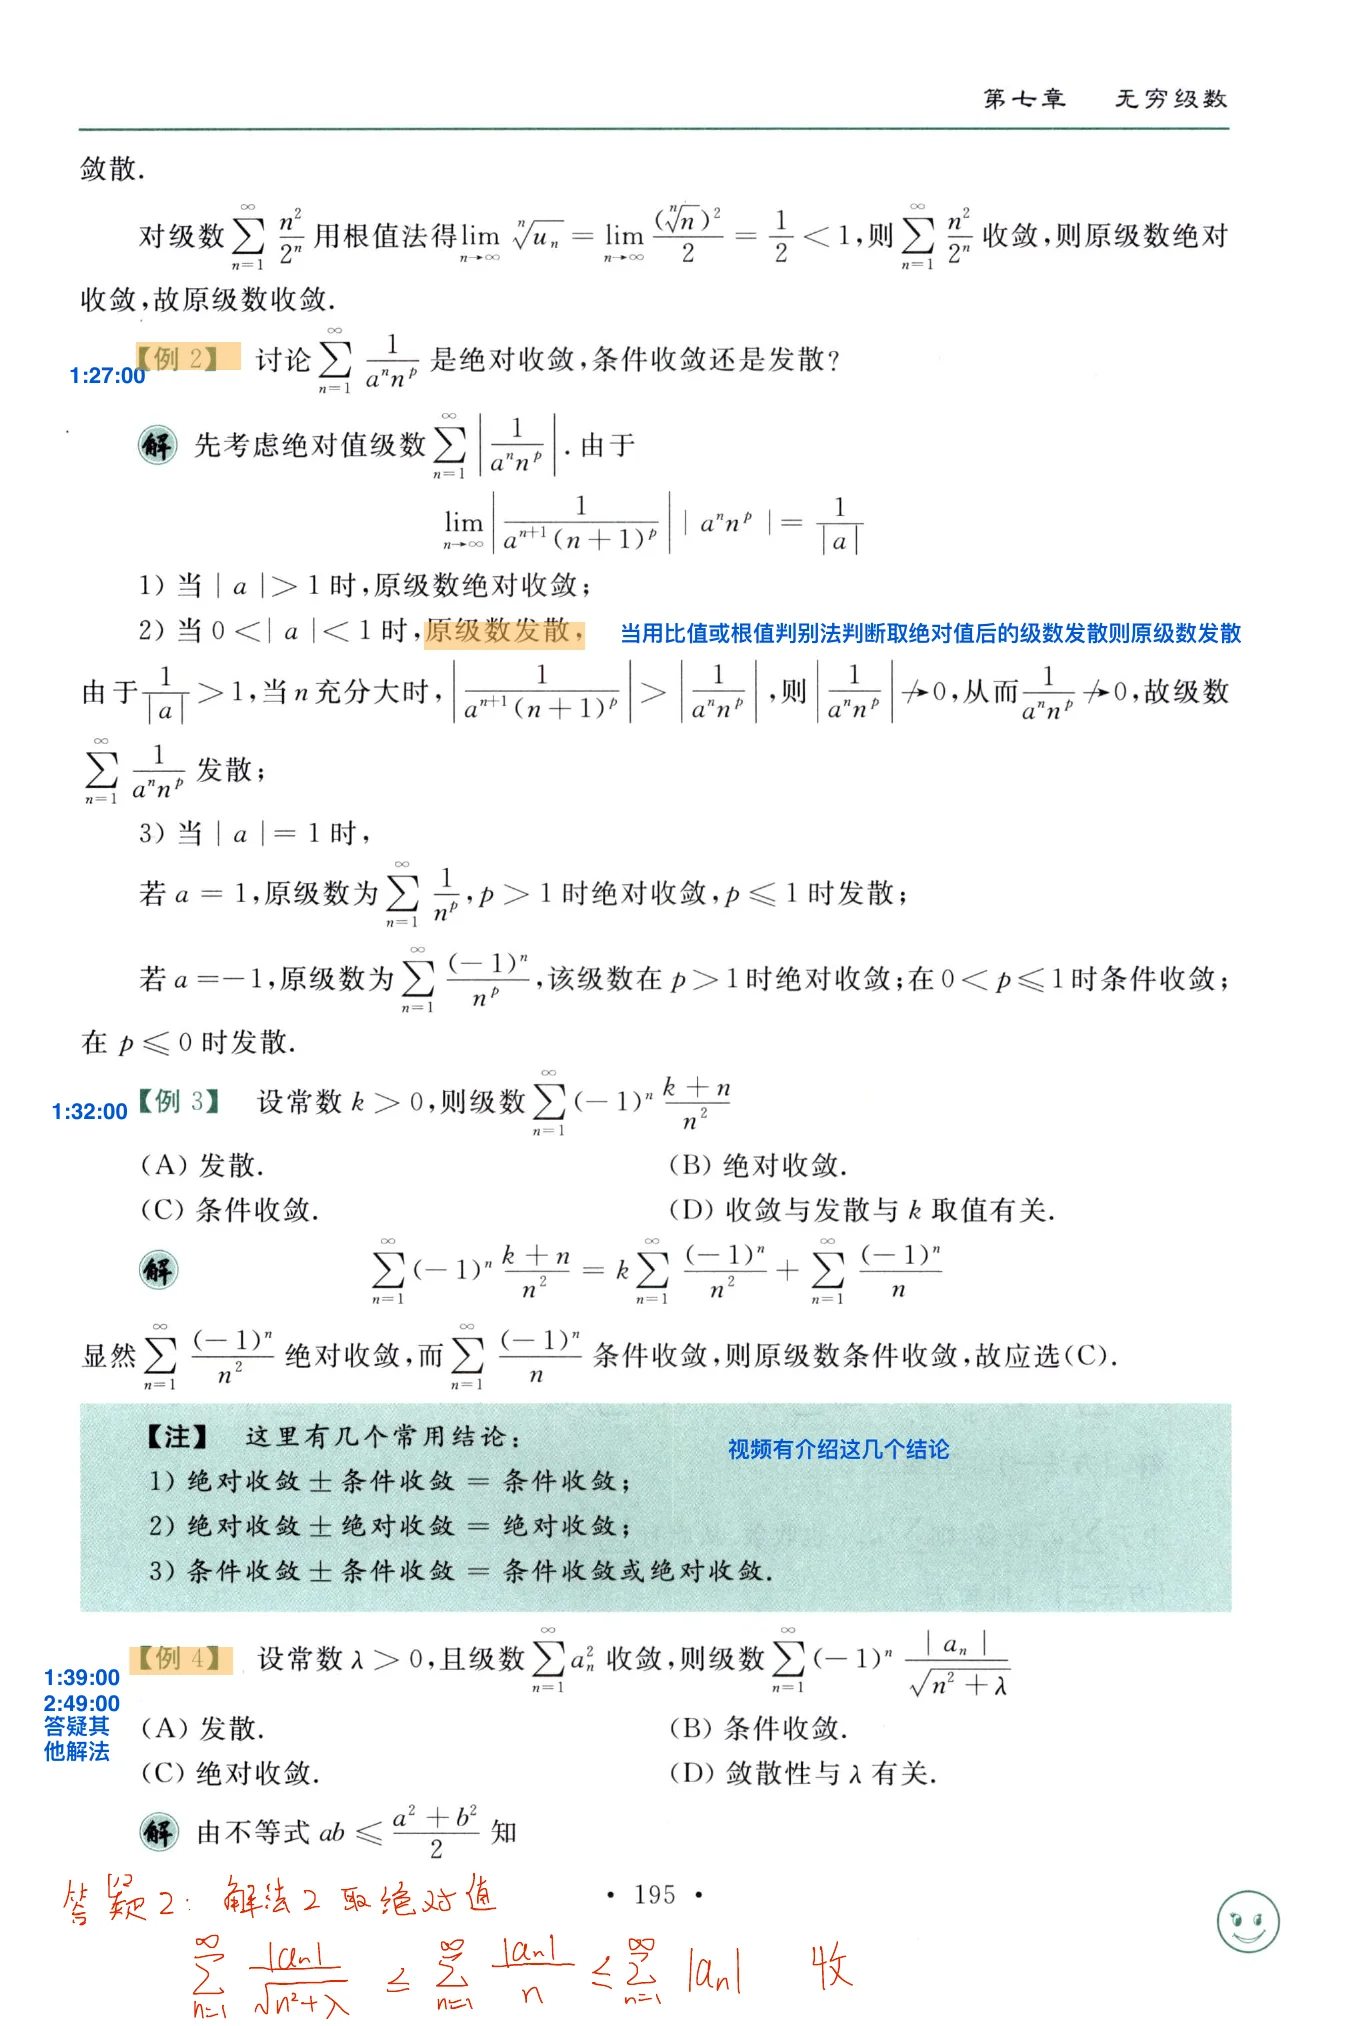 第七章 无穷级数
敛散.
对级数 $\sum_{n=1}^{\infty} \frac{n^2}{2^n}$ 用根值法得 $\lim_{n\to\infty} \sqrt[n]{u_n} = \lim_{n\to\infty} \frac{(\sqrt[n]{n})^2}{2} = \frac{1}{2} < 1$,则 $\sum_{n=1}^{\infty} \frac{n^2}{2^n}$ 收敛,则原级数绝对
收敛,故原级数收敛.
【例 2】 讨论 $\sum_{n=1}^{\infty} \frac{1}{a^n n^p}$ 是绝对收敛,条件收敛还是发散?
1:27:00
解 先考虑绝对值级数 $\sum_{n=1}^{\infty} \left| \frac{1}{a^n n^p} \right|$ .由于
$\lim_{n\to\infty} \left| \frac{1}{a^{n+1}(n+1)^p} \right| | a^n n^p | = \frac{1}{|a|}$
1) 当 | a |> 1 时,原级数绝对收敛;
2) 当 0 <| a |< 1 时,原级数发散, 当用比值或根值判别法判断取绝对值后的级数发散则原级数发散
由于 $\frac{1}{|a|} > 1$,当 n 充分大时, $\left| \frac{1}{a^{n+1}(n+1)^p} \right| > \left| \frac{1}{a^n n^p} \right|$ ,则 $\left| \frac{1}{a^n n^p} \right| \not\to 0$,从而 $\frac{1}{a^n n^p} \not\to 0$,故级数
$\sum_{n=1}^{\infty} \frac{1}{a^n n^p}$ 发散;
3) 当 | a |= 1 时,
若 a = 1,原级数为 $\sum_{n=1}^{\infty} \frac{1}{n^p}$,p > 1 时绝对收敛,p ⩽ 1 时发散;
若 a =− 1,原级数为 $\sum_{n=1}^{\infty} \frac{(-1)^n}{n^p}$,该级数在 p > 1时绝对收敛;在 0 < p ⩽ 1时条件收敛;
在 p ⩽ 0 时发散.
1:32:00 【例 3】 设常数 k > 0,则级数 $\sum_{n=1}^{\infty} (-1)^n \frac{k+n}{n^2}$
(A) 发散. (B) 绝对收敛.
(C) 条件收敛. (D) 收敛与发散与 k 取值有关.
解 $\sum_{n=1}^{\infty} (-1)^n \frac{k+n}{n^2} = k \sum_{n=1}^{\infty} \frac{(-1)^n}{n^2} + \sum_{n=1}^{\infty} \frac{(-1)^n}{n}$
显然 $\sum_{n=1}^{\infty} \frac{(-1)^n}{n^2}$ 绝对收敛,而 $\sum_{n=1}^{\infty} \frac{(-1)^n}{n}$ 条件收敛,则原级数条件收敛,故应选(C).
【注】 这里有几个常用结论:
视频有介绍这几个结论
1) 绝对收敛 ± 条件收敛 = 条件收敛;
2) 绝对收敛 ± 绝对收敛 = 绝对收敛;
3) 条件收敛 ± 条件收敛 = 条件收敛或绝对收敛.
【例 4】 设常数 λ > 0,且级数 $\sum_{n=1}^{\infty} a_n^2$ 收敛,则级数 $\sum_{n=1}^{\infty} (-1)^n \frac{|a_n|}{\sqrt{n^2+\lambda}}$
1:39:00
2:49:00
答疑其
他解法
(A) 发散. (B) 条件收敛.
(C) 绝对收敛. (D) 敛散性与 λ 有关.
解 由不等式 $ab ⩽ \frac{a^2+b^2}{2}$ 知
• 195 •
答疑2: 解法2 取绝对值
$\sum_{n=1}^{\infty} \frac{|a_n|}{\sqrt{n^2+\lambda}} \le \sum_{n=1}^{\infty} \frac{|a_n|}{n} \le \sum_{n=1}^{\infty} |a_n|$ 收